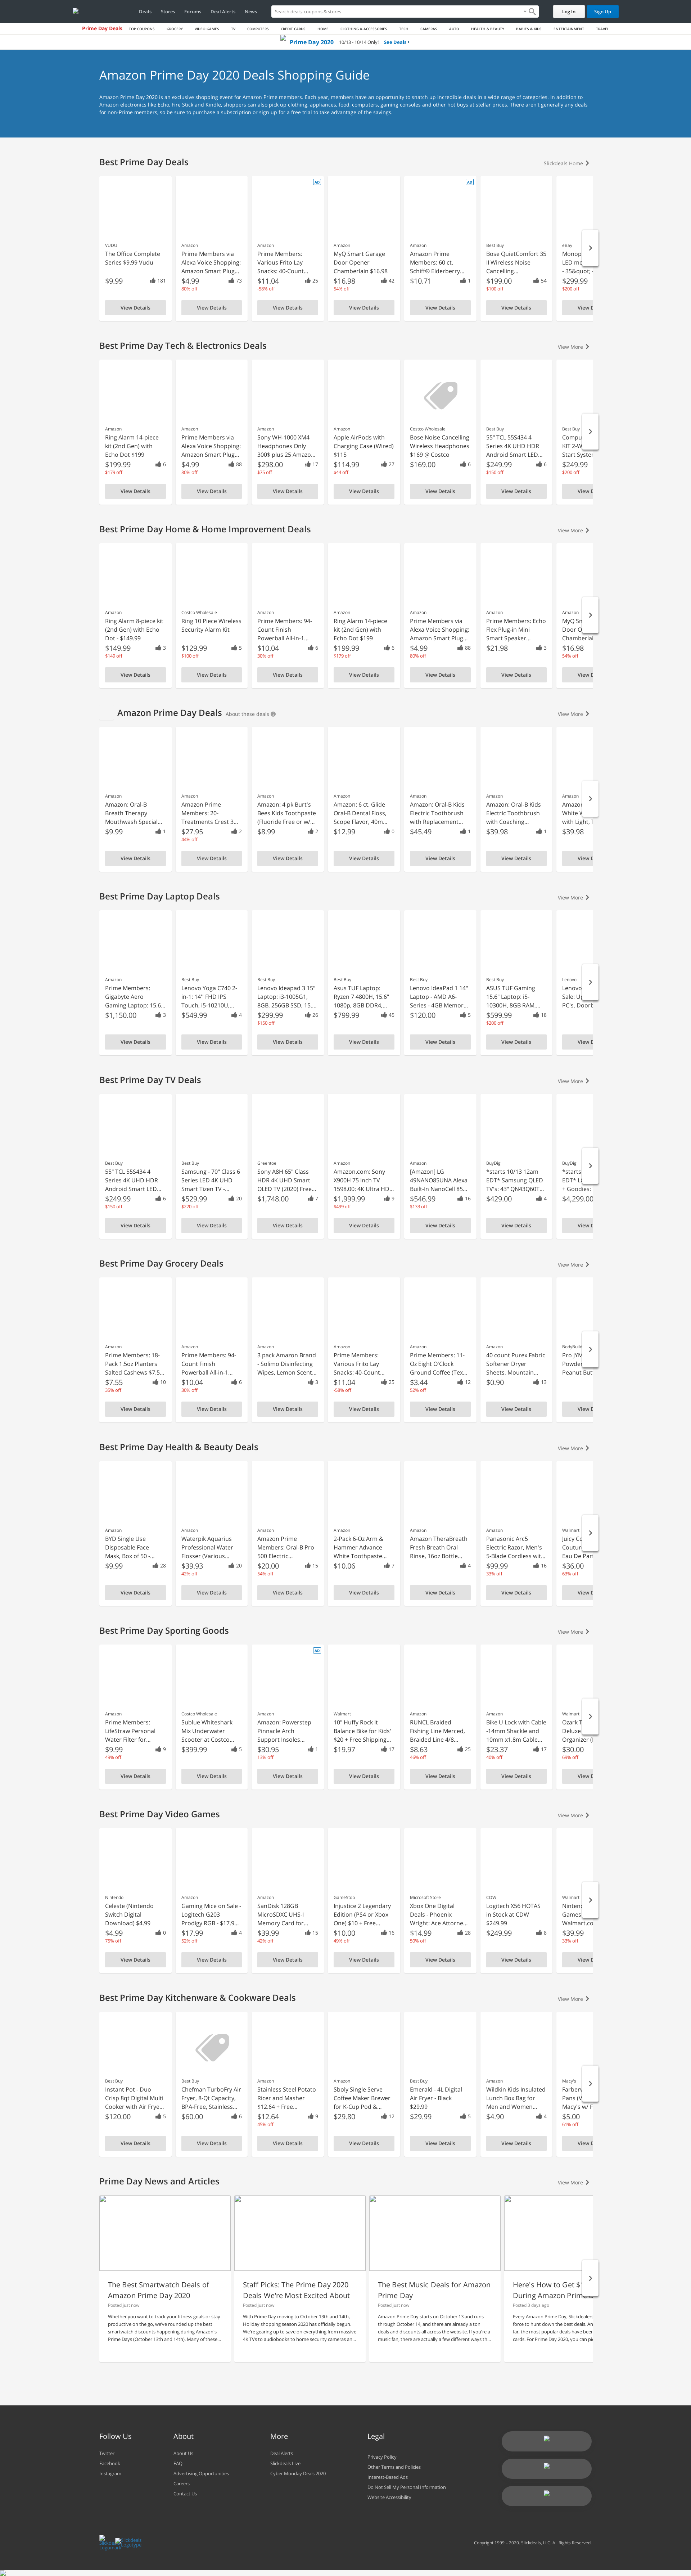 Deals Stores Forums Deal Alerts News
Search deals, coupons & stores
Log In
Sign Up
Prime Day Deals TOP COUPONS GROCERY VIDEO GAMES TV COMPUTERS CREDIT CARDS HOME CLOTHING & ACCESSORIES TECH CAMERAS AUTO HEALTH & BEAUTY BABIES & KIDS ENTERTAINMENT TRAVEL
Prime Day 2020 10/13 - 10/14 Only! See Deals
Amazon Prime Day 2020 Deals Shopping Guide
Amazon Prime Day 2020 is an exclusive shopping event for Amazon Prime members. Each year, members have an opportunity to snatch up incredible deals in a wide range of categories. In addition to
Amazon electronics like Echo, Fire Stick and Kindle, shoppers can also pick up clothing, appliances, food, computers, gaming consoles and other hot buys at stellar prices. There aren't generally any deals
for non-Prime members, so be sure to purchase a subscription or sign up for a free trial to take advantage of the savings.
Best Prime Day Deals
Slickdeals Home
VUDU
The Office Complete
Series $9.99 Vudu
$9.99 181
View Details
Amazon
Prime Members via
Alexa Voice Shopping:
Amazon Smart Plug...
$4.99 73
80% off
View Details
AD
Amazon
Prime Members:
Various Frito Lay
Snacks: 40-Count...
$11.04 25
-58% off
View Details
Amazon
MyQ Smart Garage
Door Opener
Chamberlain $16.98
$16.98 42
54% off
View Details
AD
Amazon
Amazon Prime
Members: 60 ct.
Schiff® Elderberry...
$10.71 1
View Details
Best Buy
Bose QuietComfort 35
II Wireless Noise
Cancelling...
$199.00 54
$100 off
View Details
eBay
Monopi
LED mo
- 35&quot; -
$299.99
$200 off
View D
Best Prime Day Tech & Electronics Deals
View More
Amazon
Ring Alarm 14-piece
kit (2nd Gen) with
Echo Dot $199
$199.99 6
$179 off
View Details
Amazon
Prime Members via
Alexa Voice Shopping:
Amazon Smart Plug...
$4.99 88
80% off
View Details
Amazon
Sony WH-1000 XM4
Headphones Only
300$ plus 25 Amazo...
$298.00 17
$75 off
View Details
Amazon
Apple AirPods with
Charging Case (Wired)
$115
$114.99 27
$44 off
View Details
Costco Wholesale
Bose Noise Cancelling
Wireless Headphones
$169 @ Costco
$169.00 6
View Details
Best Buy
55" TCL 55S434 4
Series 4K UHD HDR
Android Smart LED...
$249.99 6
$150 off
View Details
Best Buy
Compu
KIT 2-W
Start System
$249.99
$200 off
View D
Best Prime Day Home & Home Improvement Deals
View More
Amazon
Ring Alarm 8-piece kit
(2nd Gen) with Echo
Dot - $149.99
$149.99 3
$149 off
View Details
Costco Wholesale
Ring 10 Piece Wireless
Security Alarm Kit
$129.99 5
$100 off
View Details
Amazon
Prime Members: 94-
Count Finish
Powerball All-in-1...
$10.04 6
30% off
View Details
Amazon
Ring Alarm 14-piece
kit (2nd Gen) with
Echo Dot $199
$199.99 6
$179 off
View Details
Amazon
Prime Members via
Alexa Voice Shopping:
Amazon Smart Plug...
$4.99 88
80% off
View Details
Amazon
Prime Members: Echo
Flex Plug-in Mini
Smart Speaker...
$21.98 3
View Details
Amazon
MyQ Sm
Door O
Chamberlain
$16.98
54% off
View D
Amazon Prime Day Deals About these deals
View More
Amazon
Amazon: Oral-B
Breath Therapy
Mouthwash Special...
$9.99 1
View Details
Amazon
Amazon Prime
Members: 20-
Treatments Crest 3...
$27.95 2
44% off
View Details
Amazon
Amazon: 4 pk Burt's
Bees Kids Toothpaste
(Fluoride Free or w/...
$8.99 2
View Details
Amazon
Amazon: 6 ct. Glide
Oral-B Dental Floss,
Scope Flavor, 40m...
$12.99 0
View Details
Amazon
Amazon: Oral-B Kids
Electric Toothbrush
with Replacement...
$45.49 1
View Details
Amazon
Amazon: Oral-B Kids
Electric Toothbrush
with Coaching...
$39.98 1
View Details
Amazon
Amazon
White W
with Light, T
$39.98
View D
Best Prime Day Laptop Deals
View More
Amazon
Prime Members:
Gigabyte Aero
Gaming Laptop: 15.6...
$1,150.00 3
View Details
Best Buy
Lenovo Yoga C740 2-
in-1: 14'' FHD IPS
Touch, i5-10210U,...
$549.99 4
View Details
Best Buy
Lenovo Ideapad 3 15"
Laptop: i3-1005G1,
8GB, 256GB SSD, 15....
$299.99 26
$150 off
View Details
Best Buy
Asus TUF Laptop:
Ryzen 7 4800H, 15.6"
1080p, 8GB DDR4,...
$799.99 45
View Details
Best Buy
Lenovo IdeaPad 1 14"
Laptop - AMD A6-
Series - 4GB Memor...
$120.00 5
View Details
Best Buy
ASUS TUF Gaming
15.6" Laptop: i5-
10300H, 8GB RAM,...
$599.99 18
$200 off
View Details
Lenovo
Lenovo
Sale: Up
PC's, Doorb
View D
Best Prime Day TV Deals
View More
Best Buy
55" TCL 55S434 4
Series 4K UHD HDR
Android Smart LED...
$249.99 6
$150 off
View Details
Best Buy
Samsung - 70" Class 6
Series LED 4K UHD
Smart Tizen TV -...
$529.99 20
$220 off
View Details
Greentoe
Sony A8H 65" Class
HDR 4K UHD Smart
OLED TV (2020) Free...
$1,748.00 7
View Details
Amazon
Amazon.com: Sony
X900H 75 Inch TV
1598.00: 4K Ultra HD...
$1,999.99 9
$499 off
View Details
Amazon
[Amazon] LG
49NANO85UNA Alexa
Built-In NanoCell 85...
$546.99 16
$133 off
View Details
BuyDig
*starts 10/13 12am
EDT* Samsung QLED
TV's: 43" QN43Q60T...
$429.00 4
View Details
BuyDig
*starts
EDT* L
+ Goodies:
$4,299.00
View D
Best Prime Day Grocery Deals
View More
Amazon
Prime Members: 18-
Pack 1.5oz Planters
Salted Cashews $7.5...
$7.55 10
35% off
View Details
Amazon
Prime Members: 94-
Count Finish
Powerball All-in-1...
$10.04 6
30% off
View Details
Amazon
3 pack Amazon Brand
- Solimo Disinfecting
Wipes, Lemon Scent...
3
View Details
Amazon
Prime Members:
Various Frito Lay
Snacks: 40-Count...
$11.04 25
-58% off
View Details
Amazon
Prime Members: 11-
Oz Eight O'Clock
Ground Coffee (Tex...
$3.44 12
52% off
View Details
Amazon
40 count Purex Fabric
Softener Dryer
Sheets, Mountain...
$0.90 13
View Details
BodyBuild
Pro JYM
Powder
Peanut But
View D
Best Prime Day Health & Beauty Deals
View More
Amazon
BYD Single Use
Disposable Face
Mask, Box of 50 -...
$9.99 28
View Details
Amazon
Waterpik Aquarius
Professional Water
Flosser (Various...
$39.93 20
42% off
View Details
Amazon
Amazon Prime
Members: Oral-B Pro
500 Electric...
$20.00 15
54% off
View Details
Amazon
2-Pack 6-Oz Arm &
Hammer Advance
White Toothpaste...
$10.06 7
View Details
Amazon
Amazon TheraBreath
Fresh Breath Oral
Rinse, 16oz Bottle...
4
View Details
Amazon
Panasonic Arc5
Electric Razor, Men's
5-Blade Cordless wit...
$99.99 16
33% off
View Details
Walmart
Juicy Co
Couture
Eau De Parf
$36.00
63% off
View D
Best Prime Day Sporting Goods
View More
Amazon
Prime Members:
LifeStraw Personal
Water Filter for...
$9.99 9
49% off
View Details
Costco Wholesale
Sublue Whiteshark
Mix Underwater
Scooter at Costco...
$399.99 5
View Details
AD
Amazon
Amazon: Powerstep
Pinnacle Arch
Support Insoles...
$30.95 1
13% off
View Details
Walmart
10" Huffy Rock It
Balance Bike for Kids'
$20 + Free Shipping...
$19.97 17
View Details
Amazon
RUNCL Braided
Fishing Line Merced,
Braided Line 4/8...
$8.63 25
46% off
View Details
Amazon
Bike U Lock with Cable
-14mm Shackle and
10mm x1.8m Cable...
$23.37 17
40% off
View Details
Walmart
Ozark T
Deluxe
Organizer (
$30.00
69% off
View D
Best Prime Day Video Games
View More
Nintendo
Celeste (Nintendo
Switch Digital
Download) $4.99
$4.99 0
75% off
View Details
Amazon
Gaming Mice on Sale -
Logitech G203
Prodigy RGB - $17.9...
$17.99 4
52% off
View Details
Amazon
SanDisk 128GB
MicroSDXC UHS-I
Memory Card for...
$39.99 15
42% off
View Details
GameStop
Injustice 2 Legendary
Edition (PS4 or Xbox
One) $10 + Free...
$10.00 16
49% off
View Details
Microsoft Store
Xbox One Digital
Deals - Phoenix
Wright: Ace Attorne...
$14.99 28
50% off
View Details
CDW
Logitech X56 HOTAS
in Stock at CDW
$249.99
$249.99 8
View Details
Walmart
Ninten
Games
Walmart.co
$39.99
33% off
View D
Best Prime Day Kitchenware & Cookware Deals
View More
Best Buy
Instant Pot - Duo
Crisp 8qt Digital Multi
Cooker with Air Frye...
$120.00 5
View Details
Best Buy
Chefman TurboFry Air
Fryer, 8-Qt Capacity,
BPA-Free, Stainless...
$60.00 6
View Details
Amazon
Stainless Steel Potato
Ricer and Masher
$12.64 + Free...
$12.64 9
45% off
View Details
Amazon
Sboly Single Serve
Coffee Maker Brewer
for K-Cup Pod &...
$29.80 12
View Details
Best Buy
Emerald - 4L Digital
Air Fryer - Black
$29.99
$29.99 5
View Details
Amazon
Wildkin Kids Insulated
Lunch Box Bag for
Men and Women...
$4.90 4
View Details
Macy's
Farberw
Pans (V
Macy's w/ F
$5.00
61% off
View D
Prime Day News and Articles
View More
The Best Smartwatch Deals of
Amazon Prime Day 2020
Posted just now
Whether you want to track your fitness goals or stay
productive on the go, we've rounded up the best
smartwatch discounts happening during Amazon's
Prime Days (October 13th and 14th). Many of these...
Staff Picks: The Prime Day 2020
Deals We're Most Excited About
Posted just now
With Prime Day moving to October 13th and 14th,
Holiday shopping season 2020 has officially begun.
We're gearing up to save on everything from massive
4K TVs to audiobooks to home security cameras an...
The Best Music Deals for Amazon
Prime Day
Posted just now
Amazon Prime Day starts on October 13 and runs
through October 14, and there are already a ton
deals and discounts all across the website. If you're a
music fan, there are actually a few different ways th...
Here's How to Get $1
During Amazon Prime D
Posted 3 days ago
Every Amazon Prime Day, Slickdealers
force to hunt down the best deals. An
far, the most popular deals have been
cards. For Prime Day 2020, you can pic
Follow Us
Twitter
Facebook
Instagram
About
About Us
FAQ
Advertising Opportunities
Careers
Contact Us
More
Deal Alerts
Slickdeals Live
Cyber Monday Deals 2020
Legal
Privacy Policy
Other Terms and Policies
Interest-Based Ads
Do Not Sell My Personal Information
Website Accessibility
Copyright 1999 - 2020. Slickdeals, LLC. All Rights Reserved.